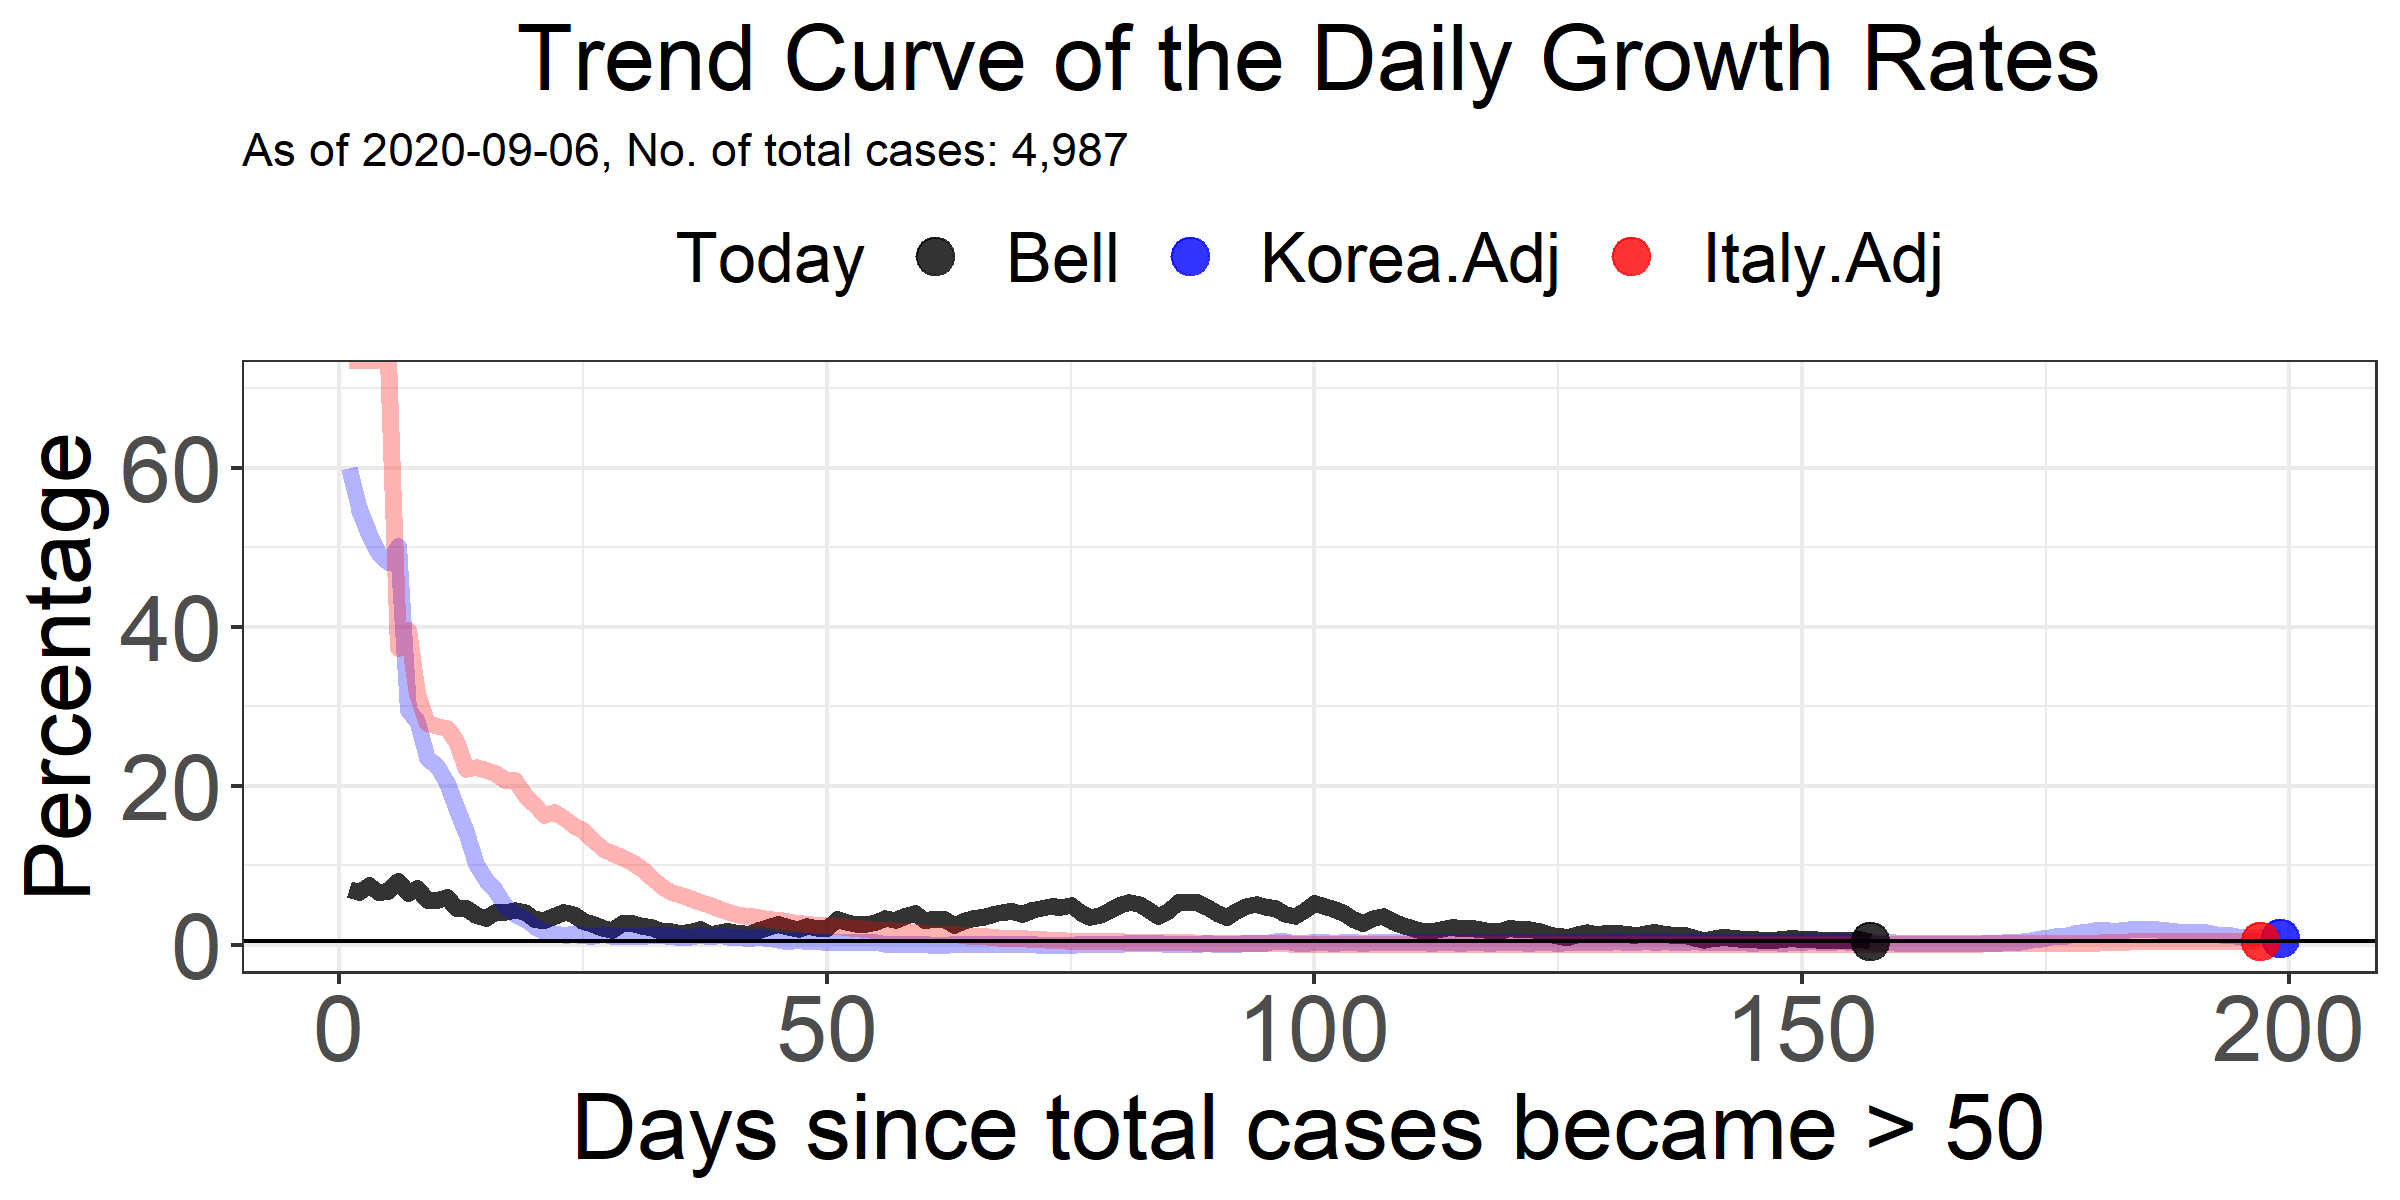 Trend Curve of the Daily Growth Rates
As of 2020-09-06, No. of total cases: 4,987
Today Bell Korea.Adj Italy.Adj
Percentage
60
40
20
0
0 50 100 150 200
Days since total cases became > 50